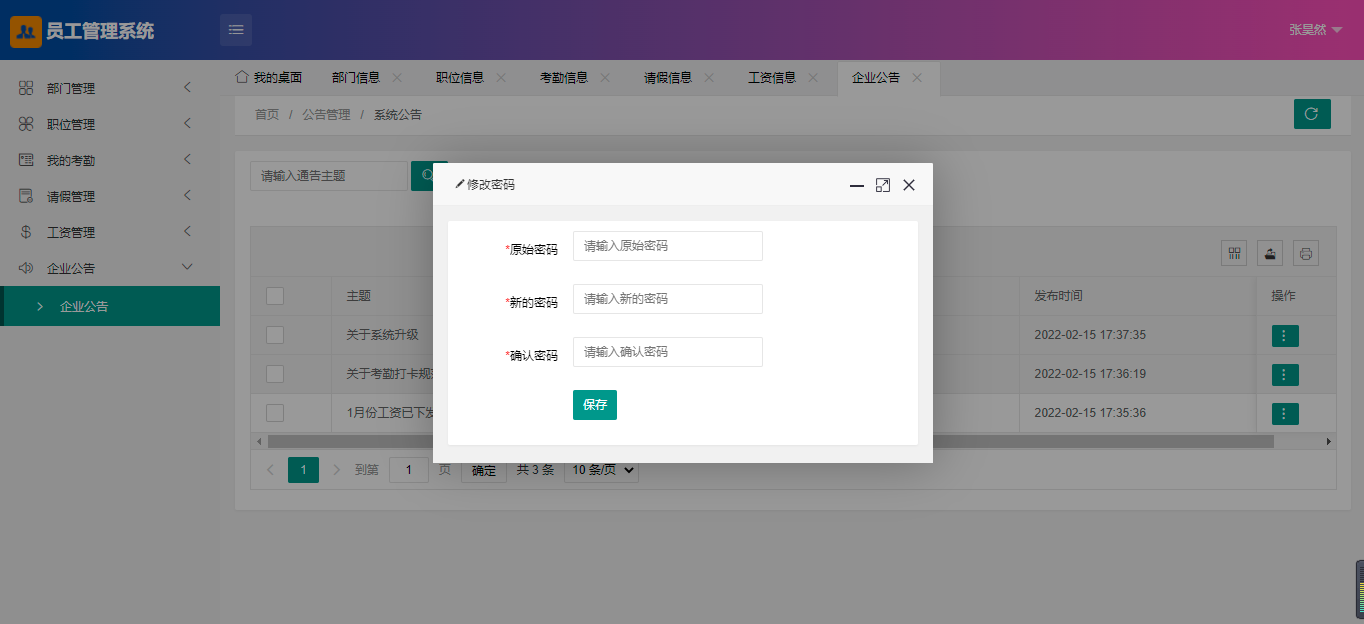 员工管理系统
张昊然
部门管理
职位管理
我的考勤
请假管理
工资管理
企业公告
企业公告
我的桌面 部门信息 职位信息 考勤信息 请假信息 工资信息 企业公告
首页 / 公告管理 / 系统公告
请输入通告主题
修改密码
*原始密码 请输入原始密码
*新的密码 请输入新的密码
*确认密码 请输入确认密码
保存
主题 发布时间 操作
关于系统升级 2022-02-15 17:37:35
关于考勤打卡规 2022-02-15 17:36:19
1月份工资已下发 2022-02-15 17:35:36
1 到第 1 页 确定 共 3 条 10 条/页